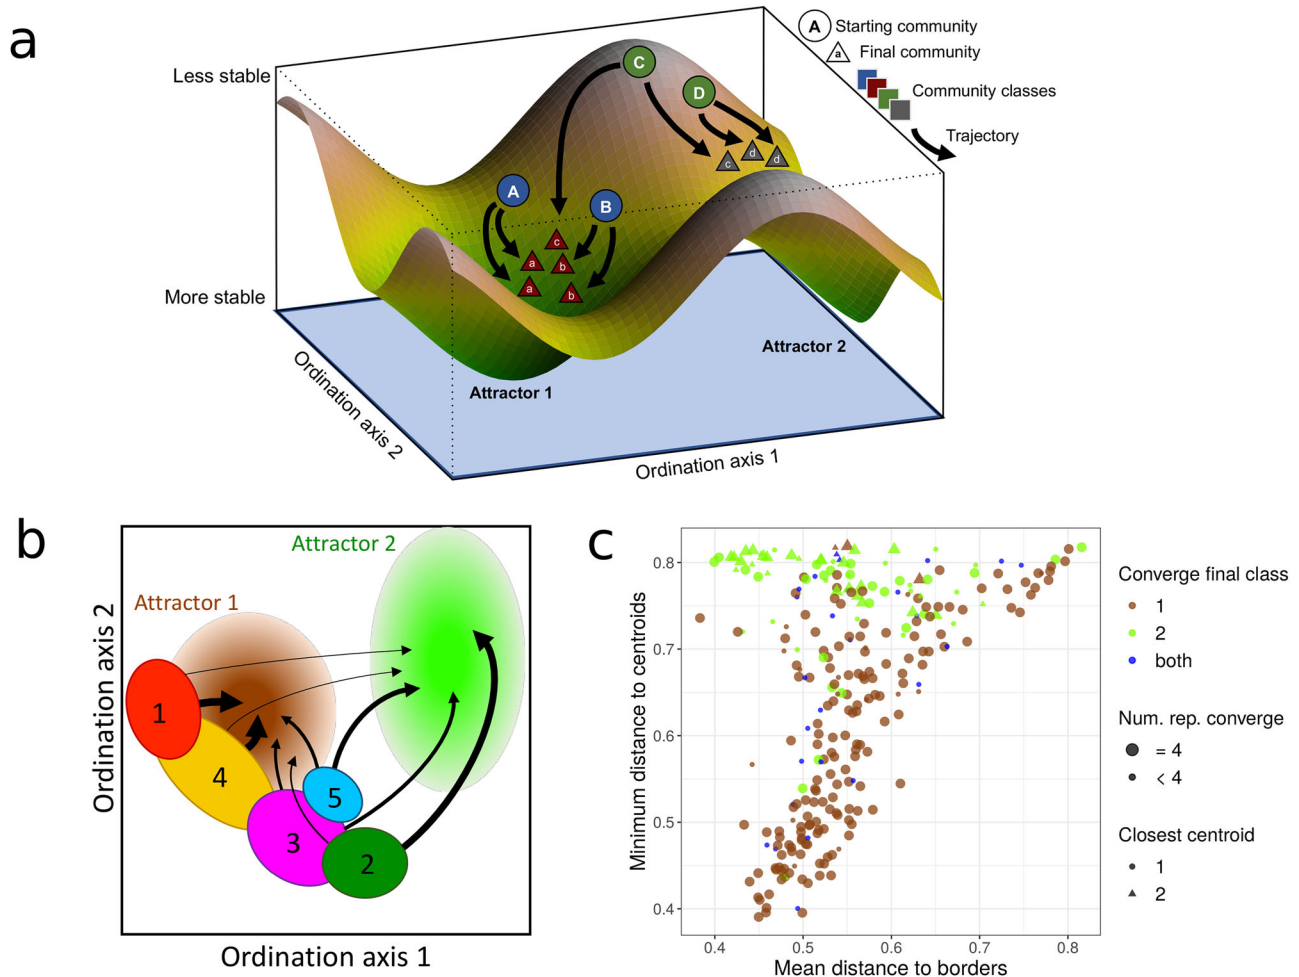 a
A Starting community
a Final community
Community classes
Trajectory
Less stable
More stable
C
D
c d d
A
B
c
a b
a b
Attractor 1
Attractor 2
Ordination axis 2
Ordination axis 1
b
Attractor 2
Attractor 1
1
4
5
3
2
Ordination axis 2
Ordination axis 1
c
Minimum distance to centroids
0.8
0.7
0.6
0.5
0.4
0.4 0.5 0.6 0.7 0.8
Mean distance to borders
Converge final class
1
2
both
Num. rep. converge
= 4
< 4
Closest centroid
1
2